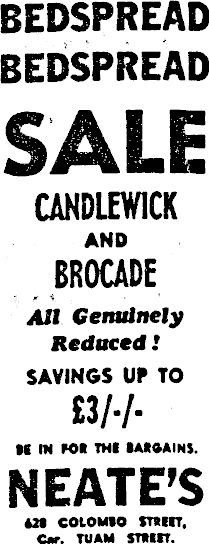 BEDSPREAD
BEDSPREAD
SALE
CANDLEWICK
AND
BROCADE
All Genuinely
Reduced !
SAVINGS UP TO
£3/-/-
BE IN FOR THE BARGAINS.
NEATE'S
628 COLOMBO STREET,
Cnr. TUAM STREET.